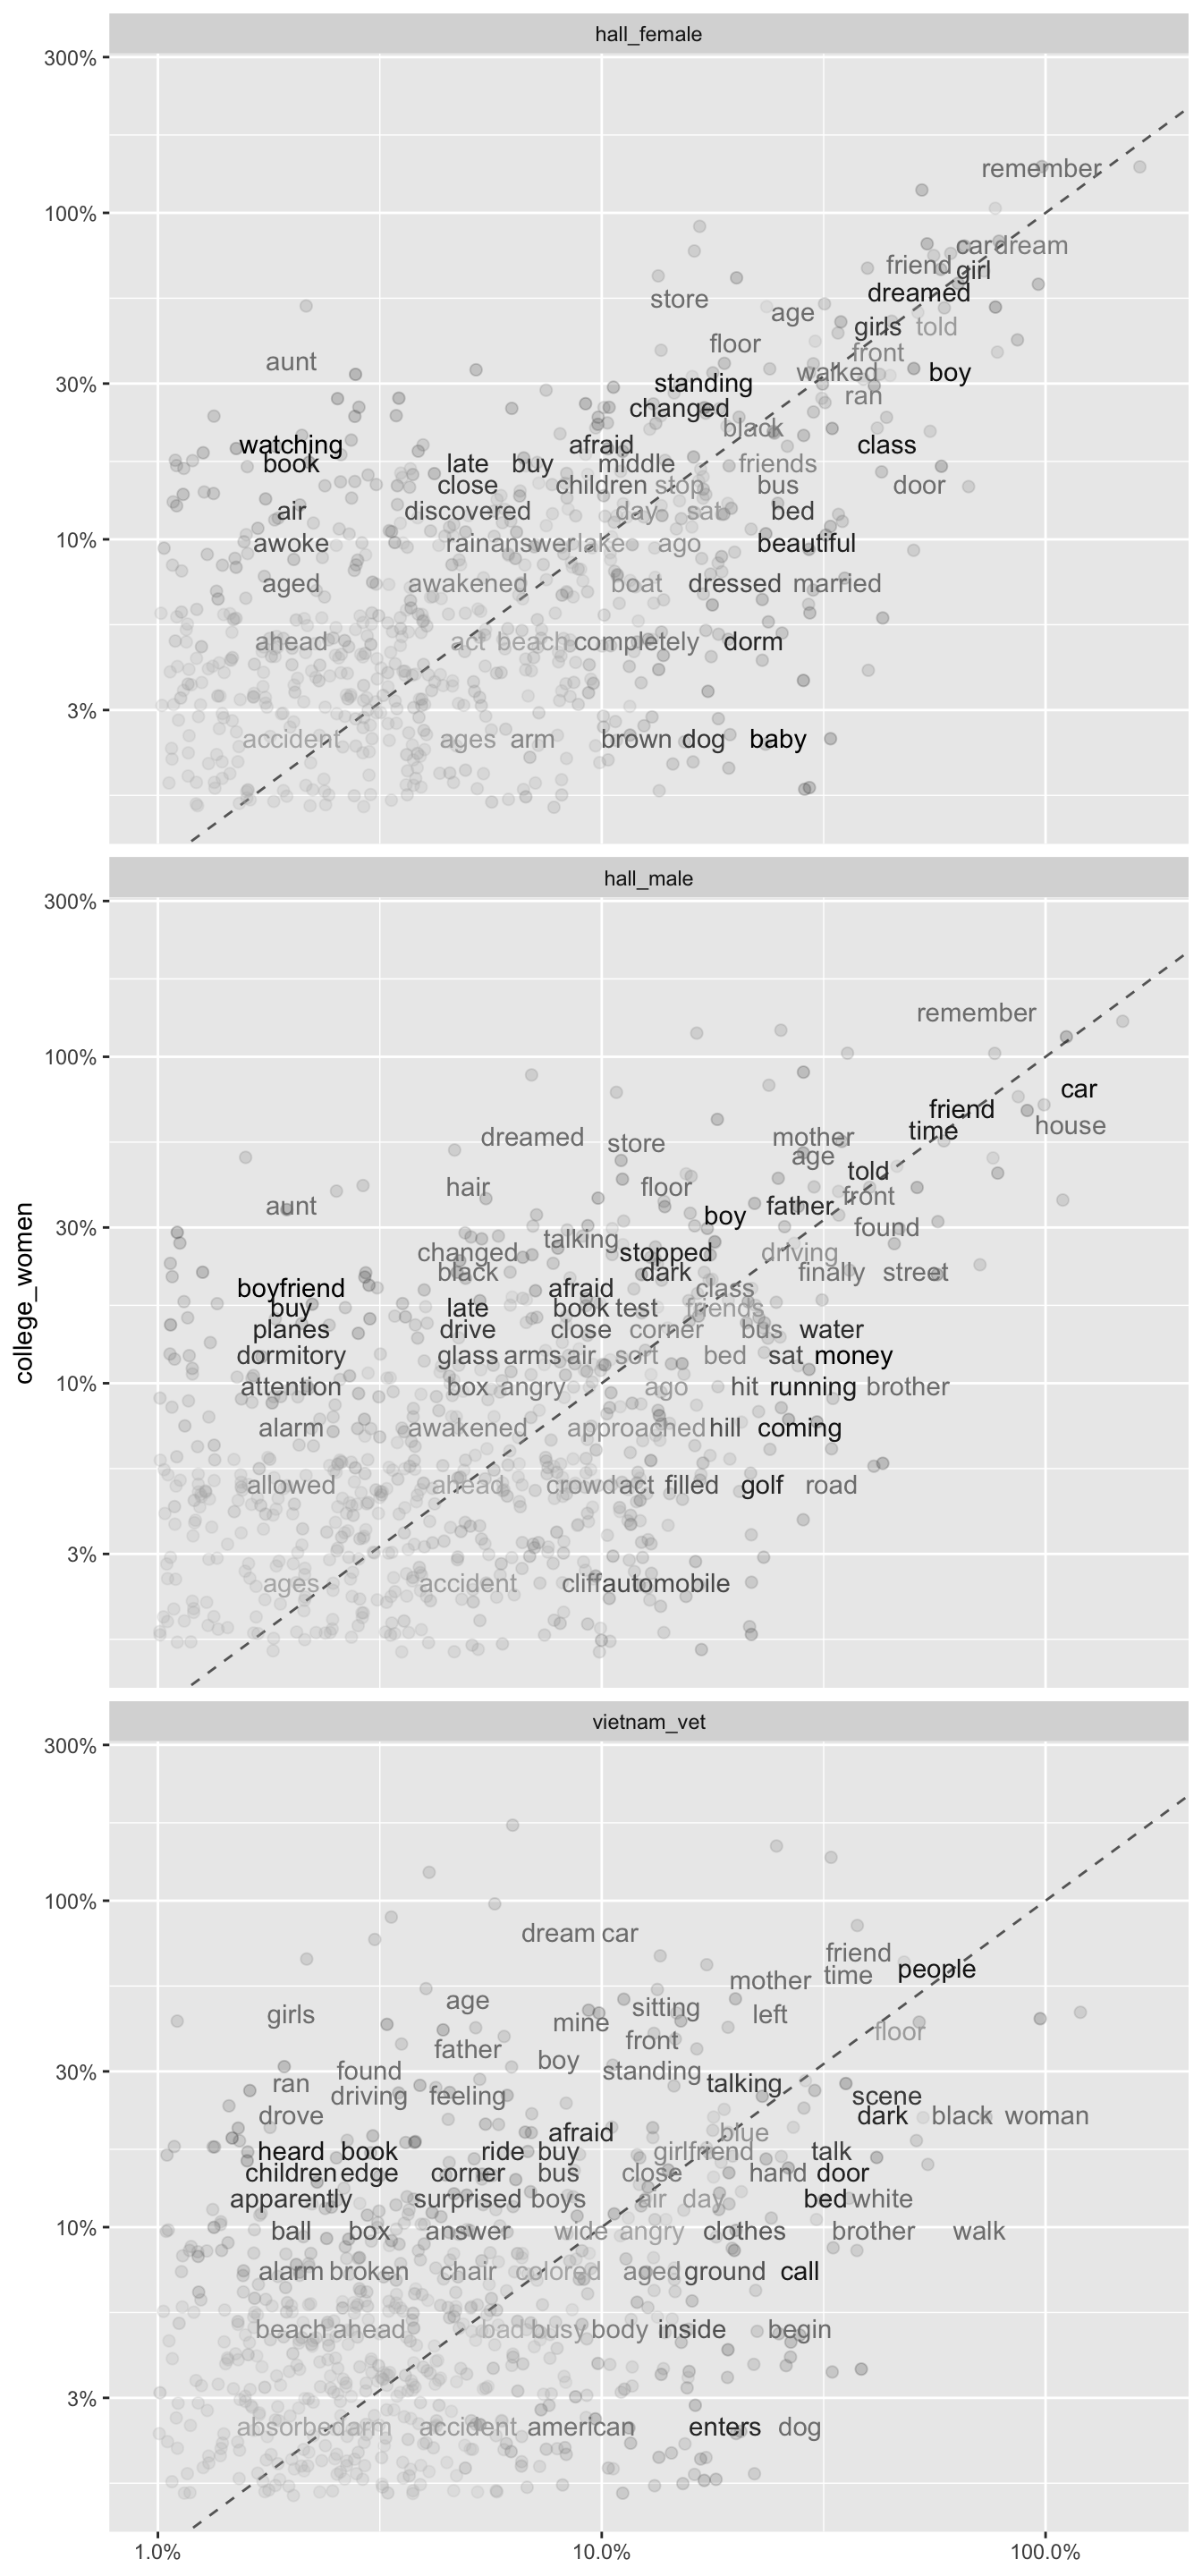 hall_female
300%
remember
100%
car dream
friend girl
dreamed
store
age
girls told
floor
front
aunt
walked boy
standing
ran
changed
black
watching afraid class
book late buy middle friends
close children stop bus door
air discovered day sat bed
awoke rain answer lake ago beautiful
10%
aged awakened boat dressed married
ahead act beach completely dorm
30%
3%
accident ages arm brown dog baby
hall_male
300%
remember
100%
car
friend
house
time
dreamed store mother
age
told
hair floor front
aunt father
boy
30%
found
talking
changed stopped driving
black dark finally street
boyfriend afraid class
buy late book test friends
planes drive close corner bus water
dormitory glass arms air sort bed sat money
10%
attention box angry ago hit running brother
alarm awakened approached hill coming
allowed ahead crowd act filled golf road
3%
ages accident cliff automobile
college_women
vietnam_vet
300%
100%
dream car
friend
people
time
mother
age
sitting
girls mine left
floor
front
father
boy
30%
found standing
ran talking
driving feeling scene
drove dark black woman
afraid blue
heard book ride buy girlfriend talk
children edge corner bus close hand door
apparently surprised boys air day bed white
10%
ball box answer wide angry clothes brother walk
alarm broken chair colored aged ground call
beach ahead bad busy body inside begin
3%
absorbed arm accident american enters dog
1.0% 10.0% 100.0%